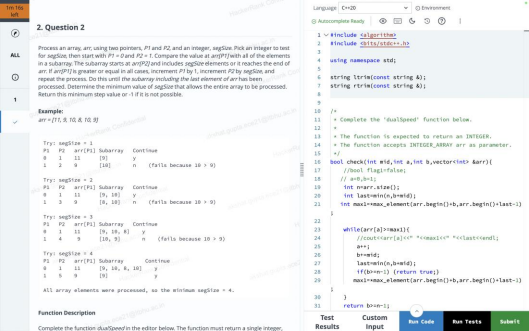 1m 16s
left
ALL
1
2. Question 2
Process an array, arr, using two pointers, P1 and P2, and an integer, segSize. Pick an integer to
test for segSize, then start with P1 = 0 and P2 = 1. Compare the value at arr[P1] with all of the elements
in a subarray. The subarray starts at arr[P2] and includes segSize elements or it reaches the end of
arr. If arr[P1] is greater or equal in all cases, increment P1 by 1, increment P2 by segSize, and
repeat the process. Do this until the subarray including the last element of arr has been
processed. Determine the minimum value of segSize that allows the entire array to be processed.
Return this minimum step value or -1 if it is not possible.
Example:
arr = [11, 9, 10, 8, 10, 9]
Try: segSize = 1
P1 P2 arr[P1] Subarray Continue
0 1 11 [9] y
1 2 9 [10] n (fails because 10 > 9)
Try: segSize = 2
P1 P2 arr[P1] Subarray Continue
0 1 11 [9, 10] y
1 3 9 [8, 10] n (fails because 10 > 9)
Try: segSize = 3
P1 P2 arr[P1] Subarray Continue
0 1 11 [9, 10, 8] y
1 4 9 [10, 9] n (fails because 10 > 9)
Try: segSize = 4
P1 P2 arr[P1] Subarray Continue
0 1 11 [9, 10, 8, 10] y
1 5 9 [9] y
All array elements were processed, so the minimum segSize = 4.
Function Description
Complete the function dualSpeed in the editor below. The function must return a single integer,
Language C++20 Environment
Autocomplete Ready
1 #include <algorithm>
2 #include <bits/stdc++.h>
3
4 using namespace std;
5
6 string ltrim(const string &);
7 string rtrim(const string &);
8
9
10 /*
11 * Complete the 'dualSpeed' function below.
12 *
13 * The function is expected to return an INTEGER.
14 * The function accepts INTEGER_ARRAY arr as parameter.
15 */
16 bool check(int mid,int a,int b,vector<int> &arr){
17 //bool flag1=false;
18 // a=0,b=1;
19 int n=arr.size();
20 int last=min(n,b+mid);
21 int max1=*max_element(arr.begin()+b,arr.begin()+last-1)
;
22
23 while(arr[a]>=max1){
24 //cout<<arr[a]<<" "<<max1<<" "<<last<<endl;
25 a++;
26 b+=mid;
27 last=min(n,b+mid);
28 if(b>=n-1) {return true;}
29 max1=*max_element(arr.begin()+b,arr.begin()+last-1)
;
30 }
31 return b>=n-1;
Test
Results
Custom
Input
Run Code
Run Tests
Submit